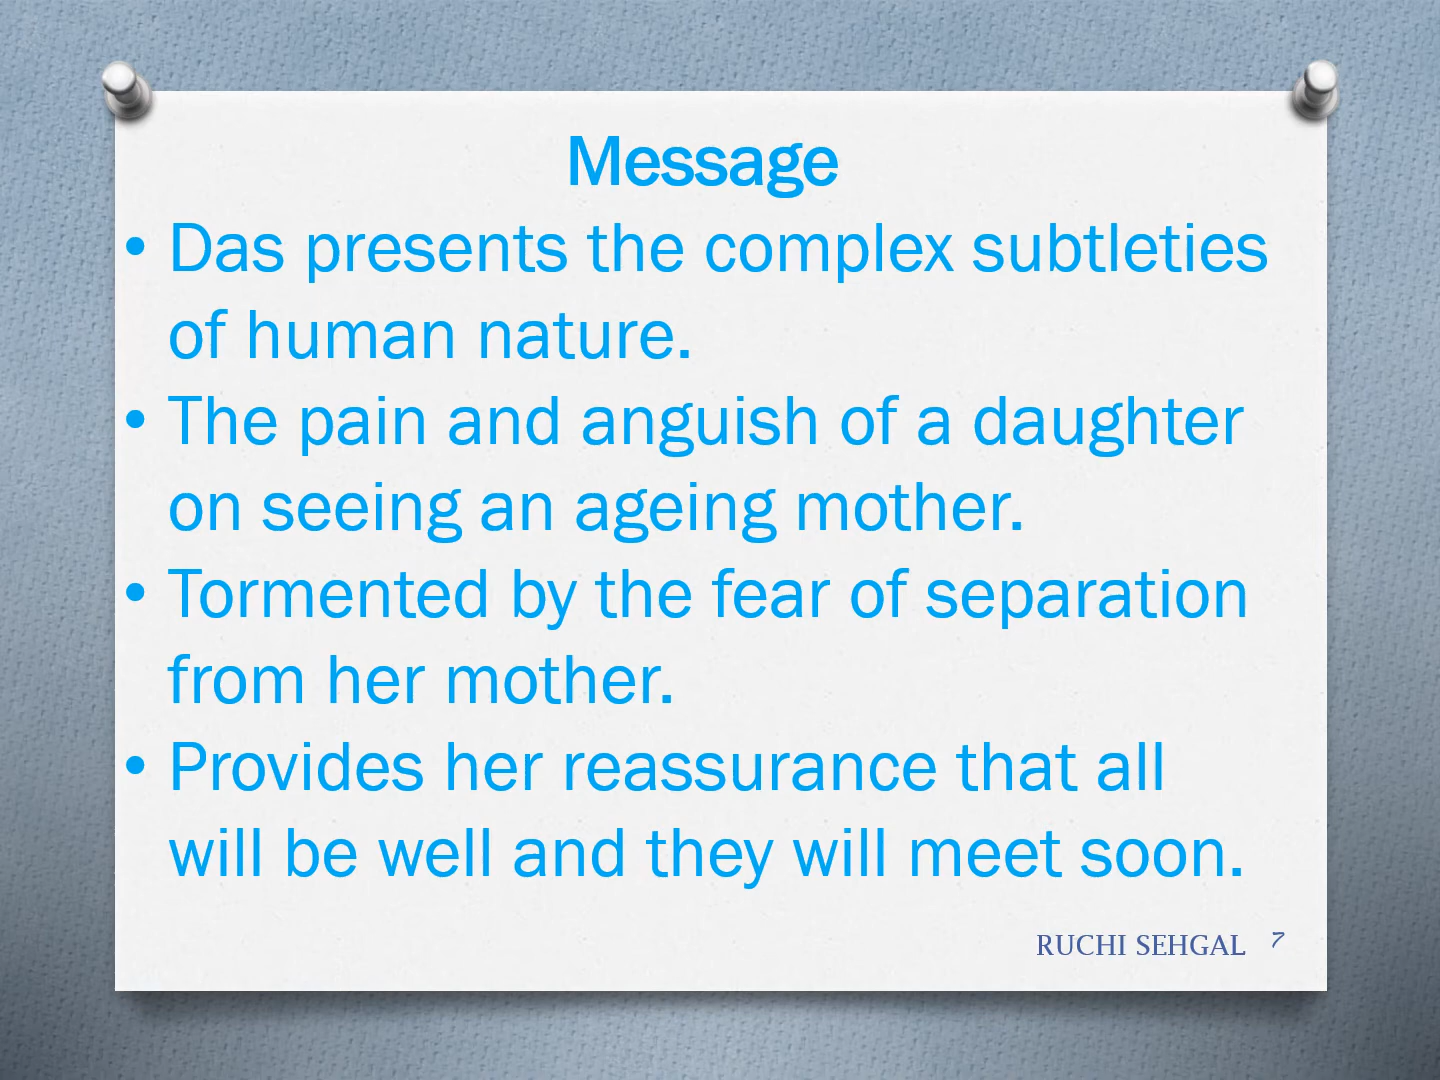 Message
• Das presents the complex subtleties
of human nature.
• The pain and anguish of a daughter
on seeing an ageing mother.
• Tormented by the fear of separation
from her mother.
• Provides her reassurance that all
will be well and they will meet soon.
RUCHI SEHGAL 7